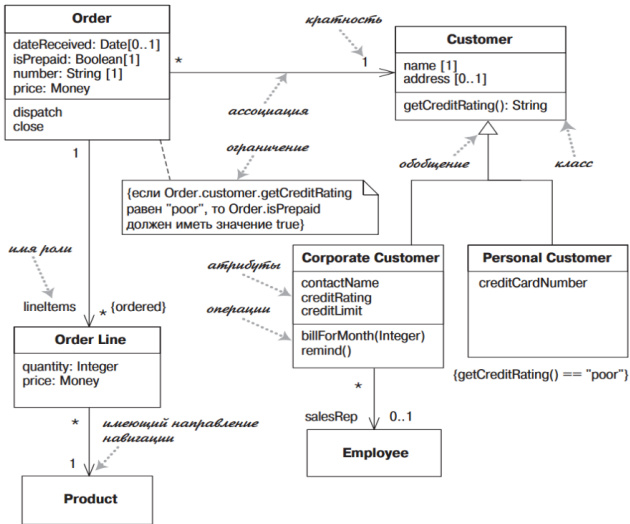 Order
dateReceived: Date[0..1]
isPrepaid: Boolean[1]
number: String [1]
price: Money
dispatch
close
кратность
Customer
name [1]
address [0..1]
getCreditRating(): String
*
1
ассоциация
ограничение
обобщение
класс
1
{если Order.customer.getCreditRating
равен "poor", то Order.isPrepaid
должен иметь значение true}
имя роли
lineItems
* {ordered}
атрибуты
операции
Corporate Customer
contactName
creditRating
creditLimit
billForMonth(Integer)
remind()
Personal Customer
creditCardNumber
{getCreditRating() == "poor"}
Order Line
quantity: Integer
price: Money
*
salesRep
0..1
Employee
*
имеющий направление
навигации
1
Product